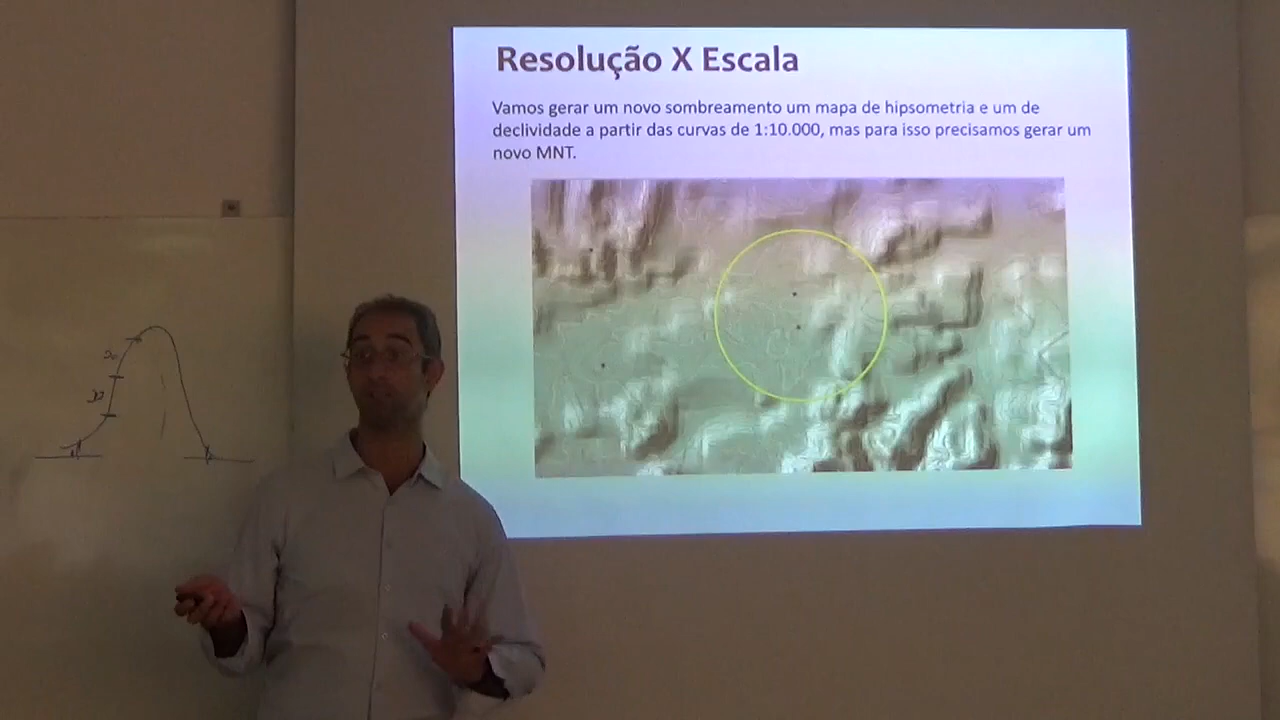 Resolução X Escala
Vamos gerar um novo sombreamento um mapa de hipsometria e um de
declividade a partir das curvas de 1:10.000, mas para isso precisamos gerar um
novo MNT.